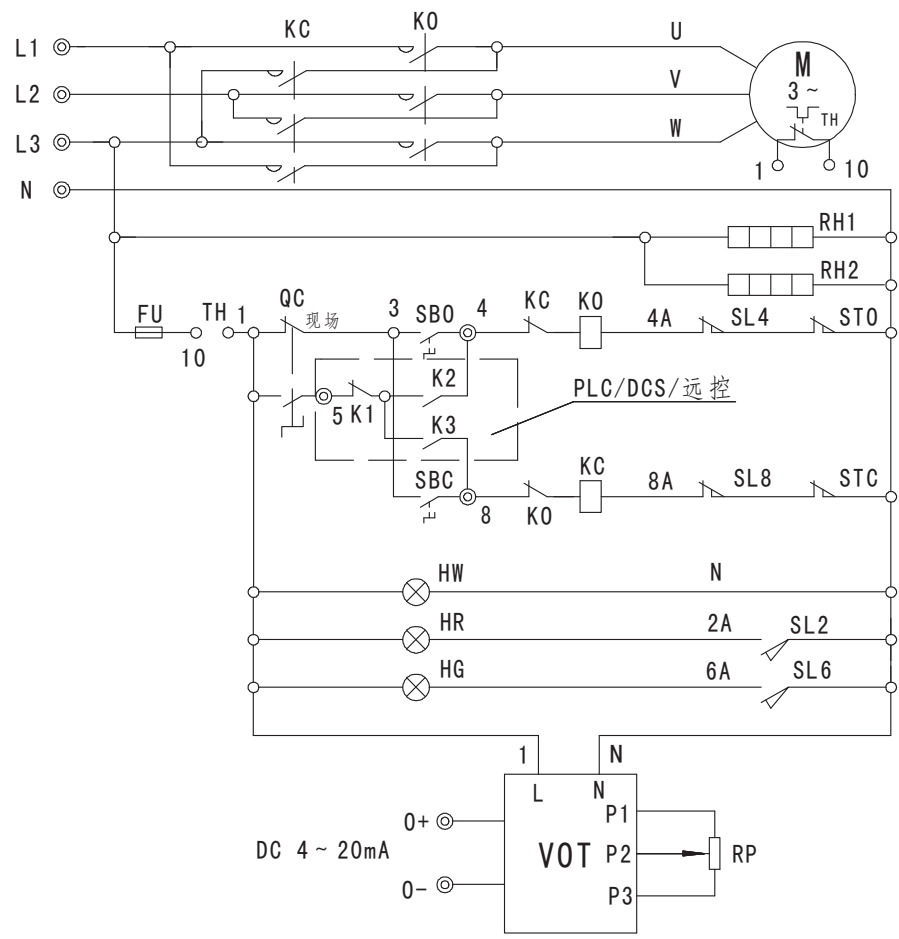 KC KO
L1 U
M
3~
L2 V
TH
L3 W
1 10
N
RH1
RH2
FU TH 1 QC 现场 3 SBO 4 KC KO 4A SL4 STO
10
K2
5 K1
PLC/DCS/远控
K3
SBC 8 KO KC 8A SL8 STC
HW N
HR 2A SL2
HG 6A SL6
1 N
L N
P1
0+
DC 4~20mA
VOT P2 RP
0-
P3